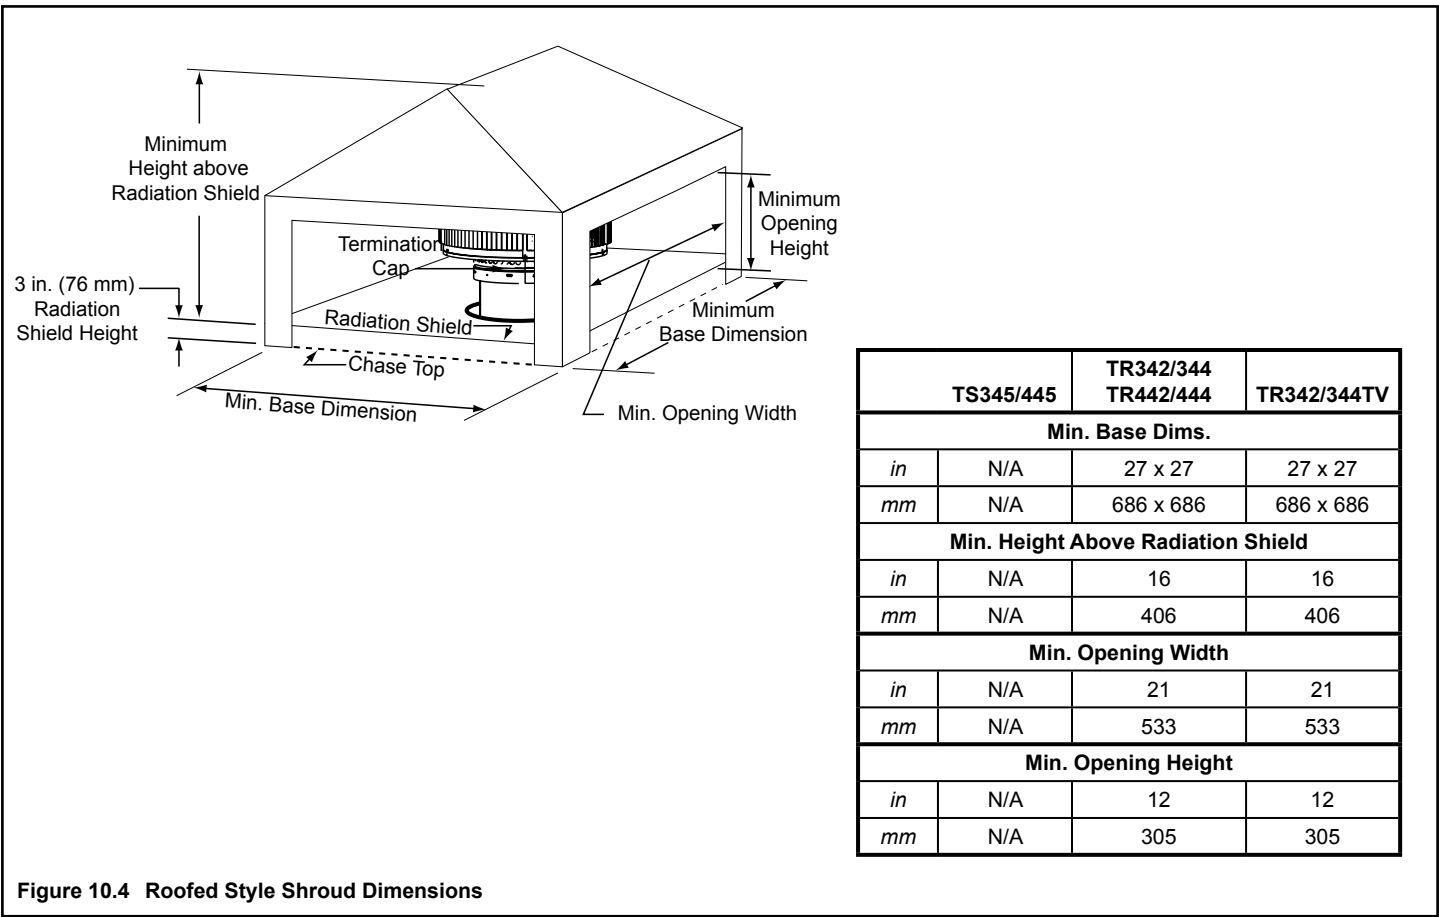 Minimum
Height above
Radiation Shield
Termination
Cap
Minimum
Opening
Height
3 in. (76 mm)
Radiation
Shield Height
Radiation Shield
Minimum
Base Dimension
Chase Top
Min. Base Dimension
Min. Opening Width
TS345/445 TR342/344 TR342/344TV
TR442/444
Min. Base Dims.
in N/A 27 x 27 27 x 27
mm N/A 686 x 686 686 x 686
Min. Height Above Radiation Shield
in N/A 16 16
mm N/A 406 406
Min. Opening Width
in N/A 21 21
mm N/A 533 533
Min. Opening Height
in N/A 12 12
mm N/A 305 305
Figure 10.4 Roofed Style Shroud Dimensions